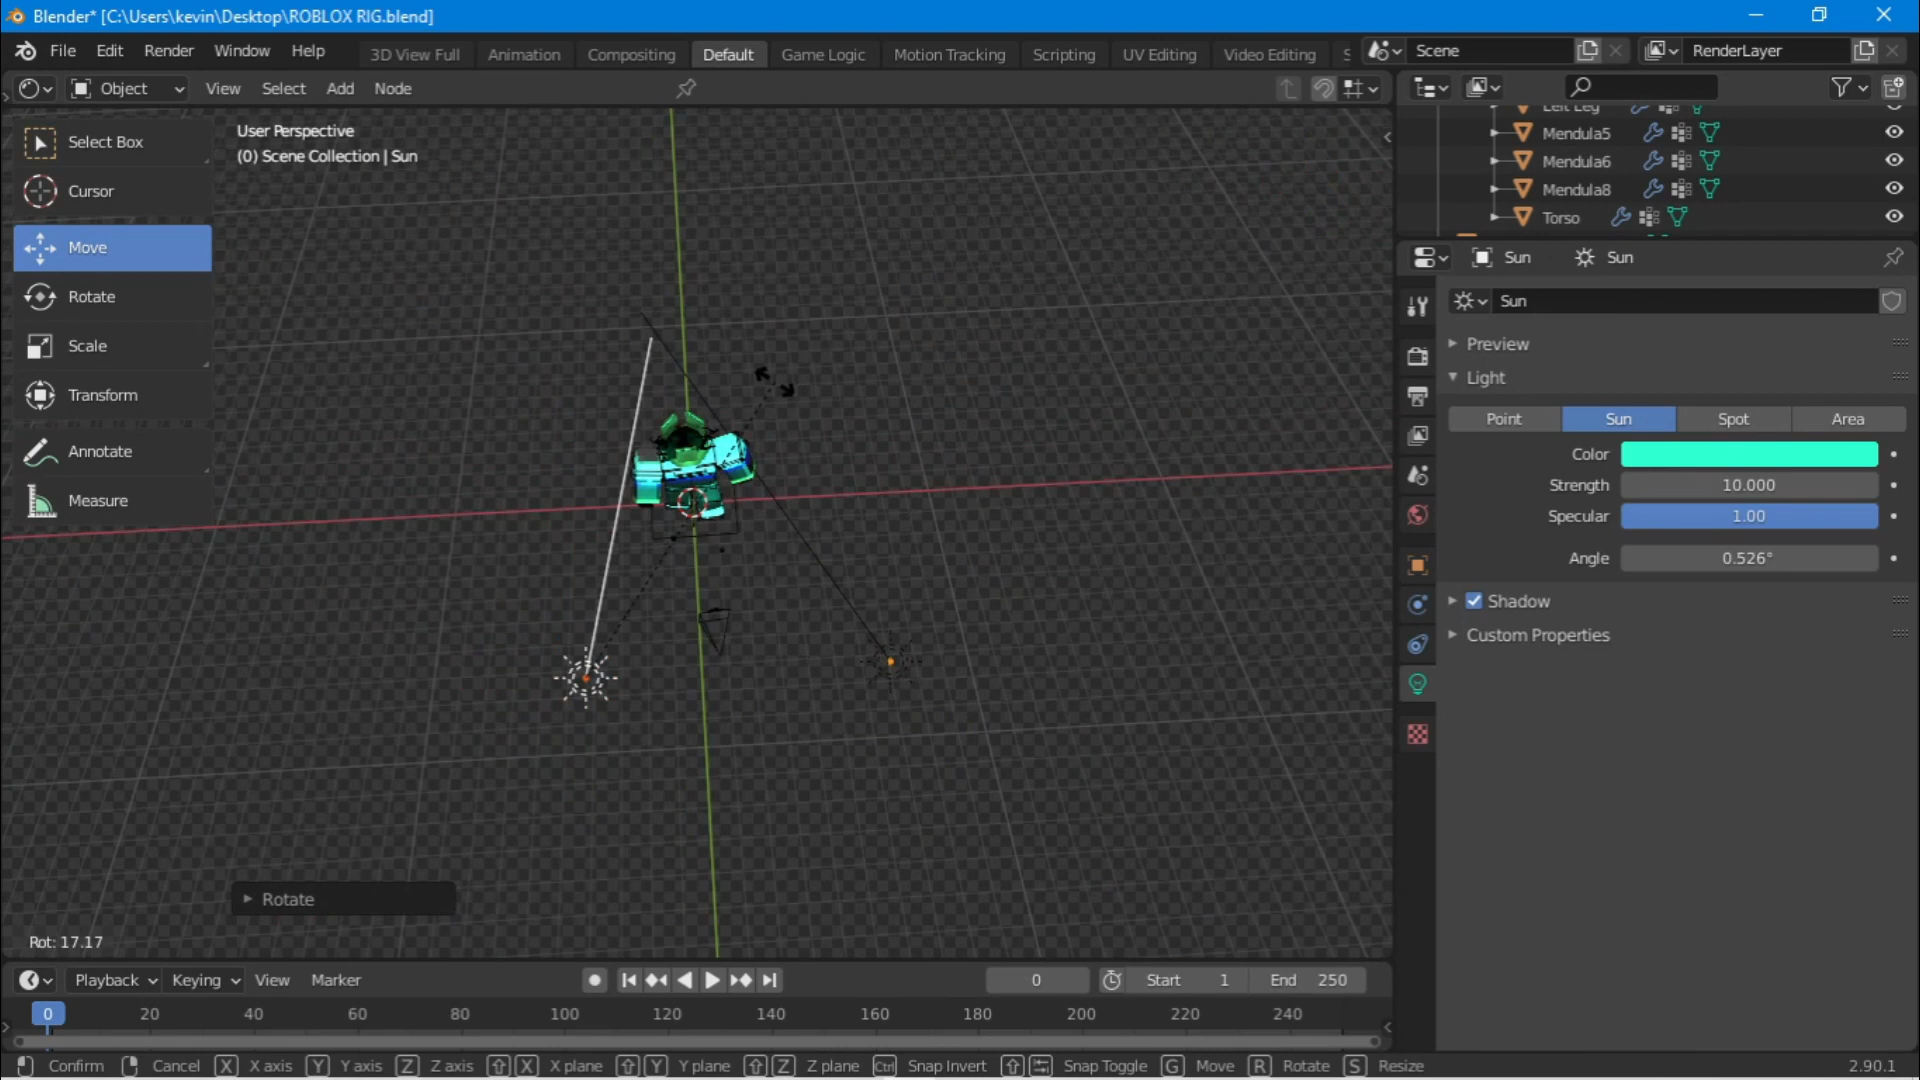 Blender* [C:\Users\kevin\Desktop\ROBLOX RIG.blend]
File Edit Render Window Help 3D View Full Animation Compositing Default Game Logic Motion Tracking Scripting UV Editing Video Editing S Scene RenderLayer
Object View Select Add Node
User Perspective
(0) Scene Collection | Sun
Select Box
Cursor
Move
Rotate
Scale
Transform
Annotate
Measure
Left Leg
Mendula5
Mendula6
Mendula8
Torso
Sun Sun
Sun
Preview
Light
Point Sun Spot Area
Color
Strength 10.000
Specular 1.00
Angle 0.526°
Shadow
Custom Properties
Rotate
Rot: 17.17
Playback Keying View Marker 0 Start 1 End 250
0 20 40 60 80 100 120 140 160 180 200 220 240
Confirm Cancel X X axis Y Y axis Z Z axis X X plane Y Y plane Z Z plane Ctrl Snap Invert Snap Toggle G Move R Rotate S Resize 2.90.1